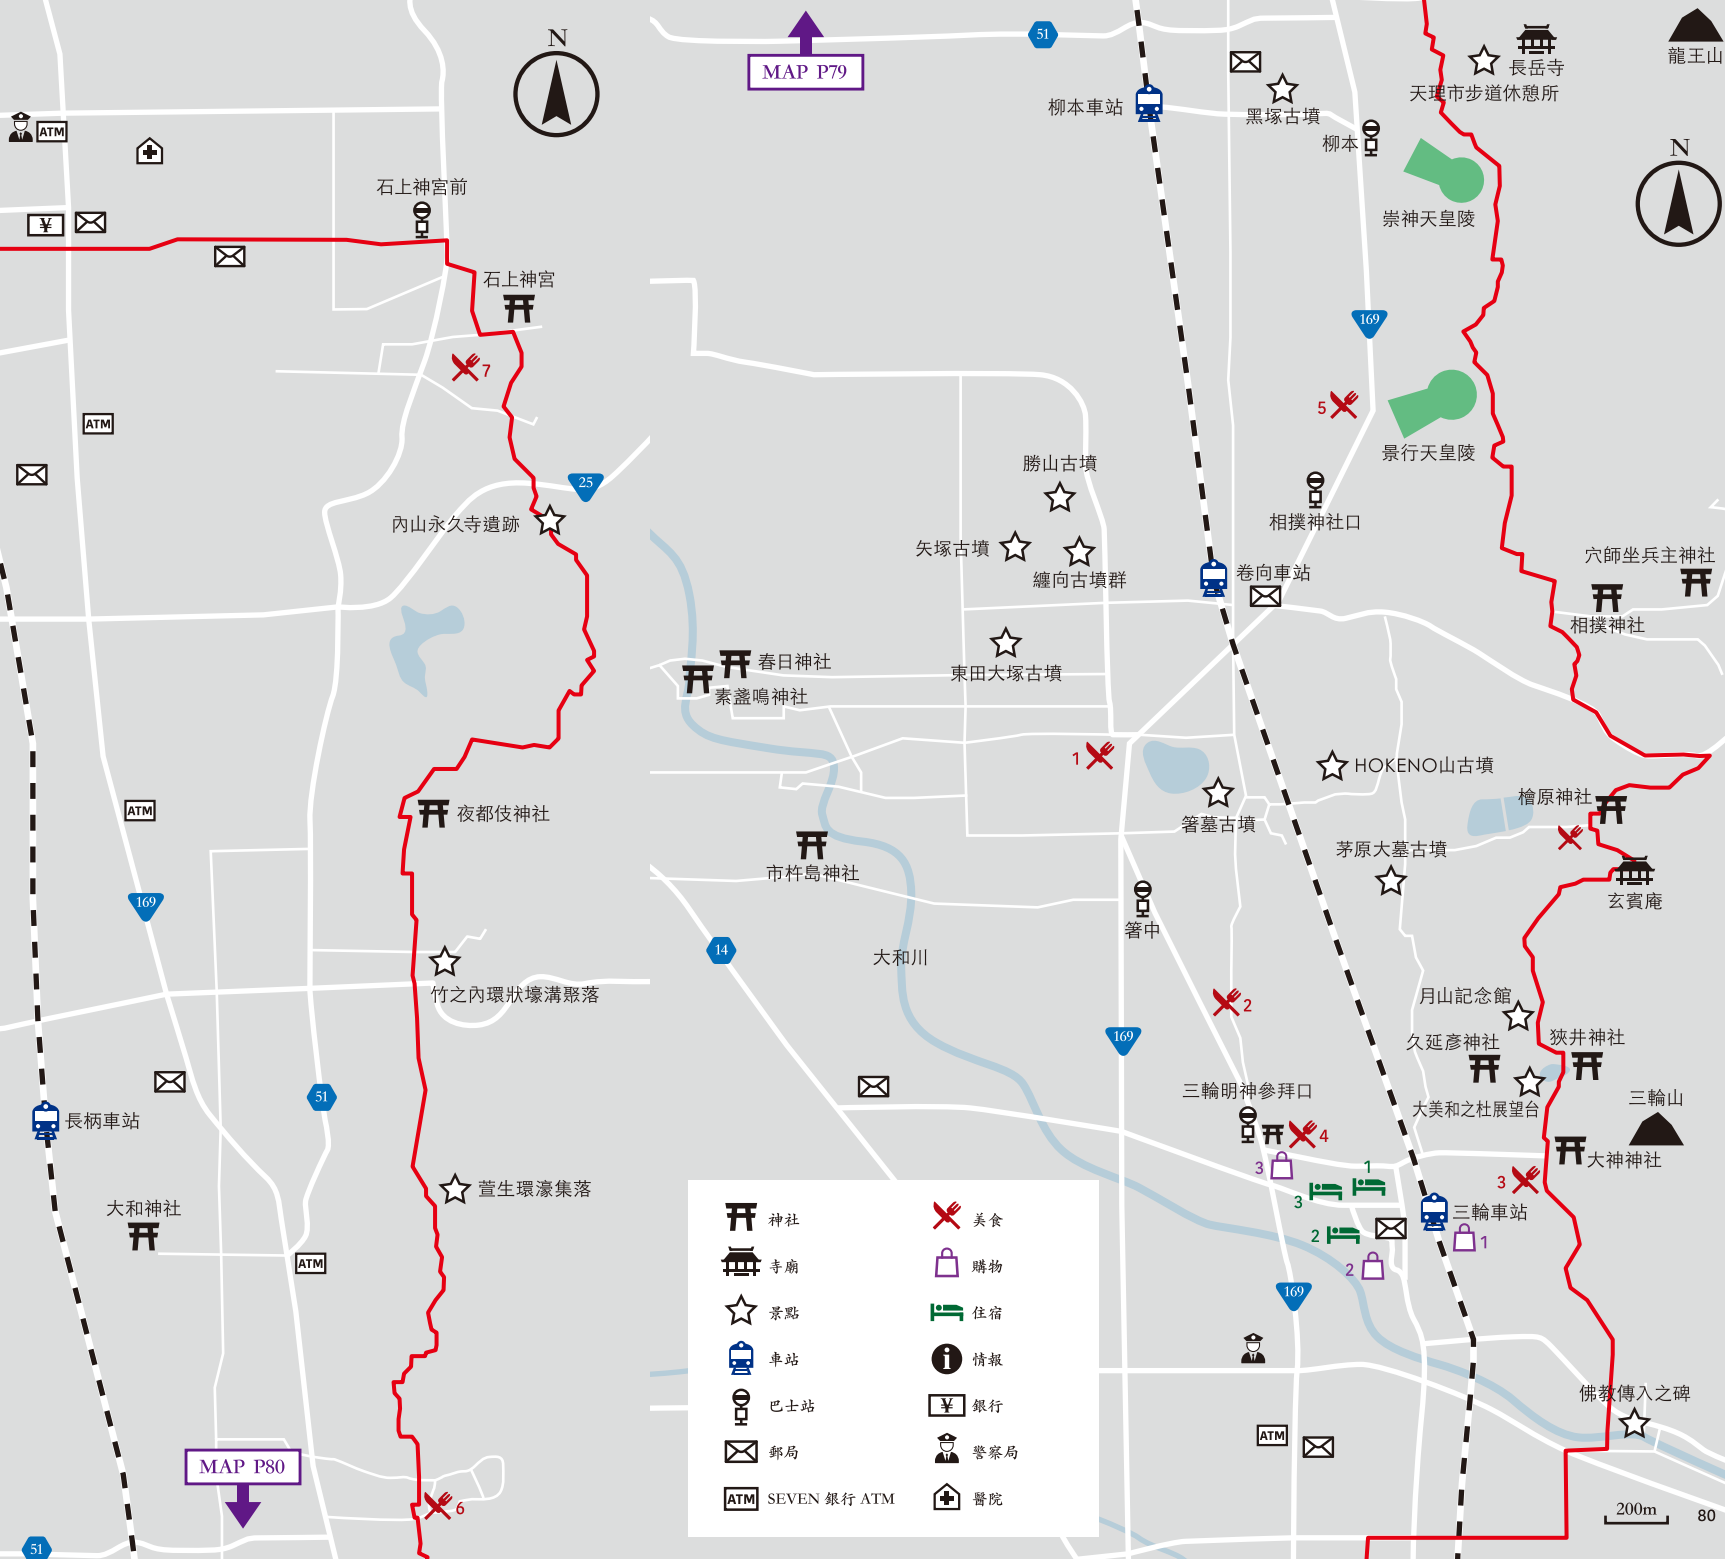 N
ATM
石上神宮前
¥
石上神宮
7
ATM
25
內山永久寺遺跡
夜都伎神社
ATM
169
竹之內環狀壕溝聚落
51
長柄車站
大和神社
萱生環濠集落
ATM
MAP P80
6
51
MAP P79
51
柳本車站
黑塚古墳
柳本
長岳寺
天理市步道休憩所
龍王山
N
崇神天皇陵
169
5
景行天皇陵
勝山古墳
相撲神社口
矢塚古墳
纏向古墳群
卷向車站
穴師坐兵主神社
相撲神社
東田大塚古墳
春日神社
素盞鳴神社
1
HOKENO山古墳
箸墓古墳
檜原神社
茅原大墓古墳
市杵島神社
玄賓庵
箸中
14
大和川
2
月山記念館
169
久延彥神社
狹井神社
三輪明神參拜口
大美和之杜展望台
三輪山
4
3
1
大神神社
3
3
三輪車站
2
1
2
169
佛教傳入之碑
ATM
200m
80
神社
美食
寺廟
購物
景點
住宿
車站
情報
巴士站
¥
銀行
郵局
警察局
ATM
SEVEN 銀行 ATM
醫院